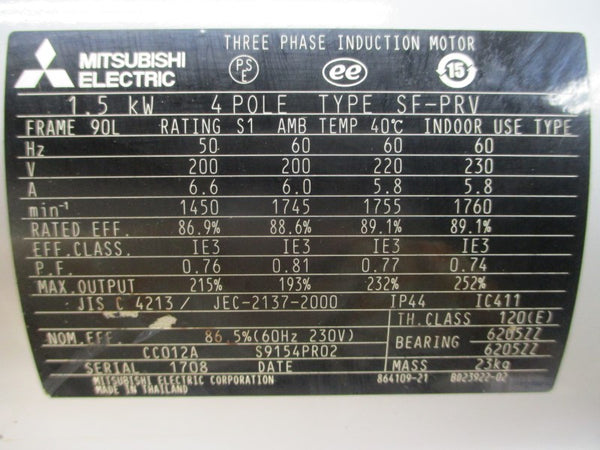 MITSUBISHI ELECTRIC THREE PHASE INDUCTION MOTOR
PSE ee 15
1.5 kW 4 POLE TYPE SF-PRV
FRAME 90L RATING S1 AMB TEMP 40℃ INDOOR USE TYPE
Hz 50 60 60 60
V 200 200 220 230
A 6.6 6.0 5.8 5.8
min⁻¹ 1450 1745 1755 1760
RATED EFF. 86.9% 88.6% 89.1% 89.1%
EFF.CLASS. IE3 IE3 IE3 IE3
P.F. 0.76 0.81 0.77 0.74
MAX.OUTPUT 215% 193% 232% 252%
JIS C 4213/ JEC-2137-2000 IP44 IC411
TH.CLASS 120(E)
NOM.EFF. 86.5%(60Hz 230V) BEARING 6205ZZ
CC012A S9154PR02 6205ZZ
SERIAL 1708 DATE MASS 23kg
MITSUBISHI ELECTRIC CORPORATION 864109-21 B023922-02
MADE IN THAILAND